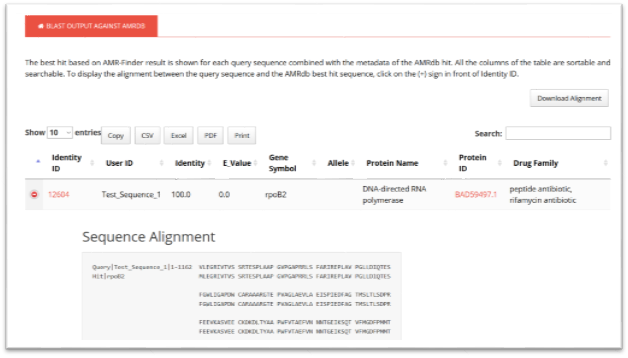 BLAST OUTPUT AGAINST AMRDB
The best hit based on AMR-Finder result is shown for each query sequence combined with the metadata of the AMRdb hit. All the columns of the table are sortable and
searchable. To display the alignment between the query sequence and the AMRdb best hit sequence, click on the (+) sign in front of Identity ID.
Download Alignment
Show 10 entries Copy CSV Excel PDF Print Search:
Identity ID User ID Identity E_Value Gene Symbol Allele Protein Name Protein ID Drug Family
12604 Test_Sequence_1 100.0 0.0 rpoB2 DNA-directed RNA polymerase BAD59497.1 peptide antibiotic, rifamycin antibiotic
Sequence Alignment
Query|Test_Sequence_1|1-1162 VLEGRIVTVS SRTESPLAAP GVPGAPRRLS FARIREPLAV PGLLDIQTES
Hit|rpoB2 MLEGRIVTVS SRTESPLAAP GVPGAPRRLS FARIREPLAV PGLLDIQTES
FGWLIGAPDW CARAAARGTE PVAGLAEVLA EISPIEDFAG TMSLTLSDPR
FGWLIGAPDW CARAAARGTE PVAGLAEVLA EISPIEDFAG TMSLTLSDPR
FEEVKASVEE CKDKDLTYAA PWFVTAEFVN NNTGEIKSQT VFMGDFPMMT
FEEVKASVEE CKDKDLTYAA PWFVTAEFVN NNTGEIKSQT VFMGDFPMMT